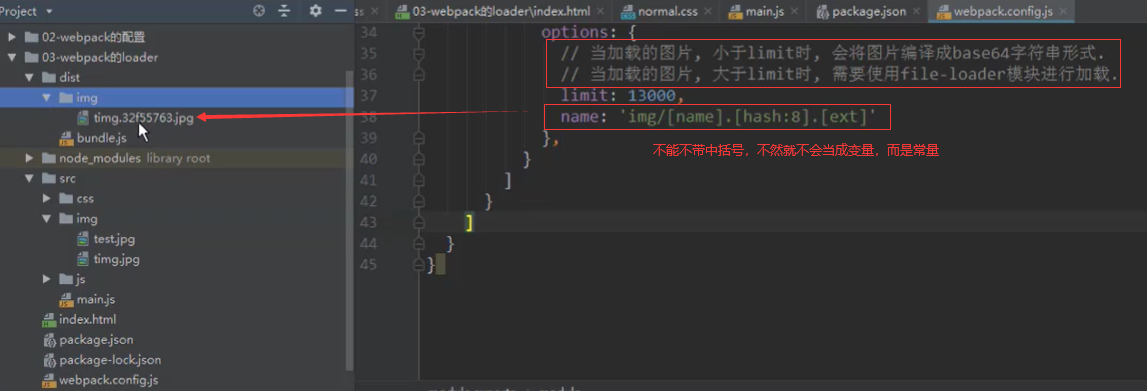 Project
02-webpack的配置
03-webpack的loader
dist
img
timg.32f55763.jpg
bundle.js
node_modules library root
src
css
img
test.jpg
timg.jpg
js
main.js
index.html
package.json
package-lock.json
webpack.config.js
ss
03-webpack的loader\index.html
normal.css
main.js
package.json
webpack.config.js
34 options: {
35 // 当加载的图片, 小于limit时, 会将图片编译成base64字符串形式.
36 // 当加载的图片, 大于limit时, 需要使用file-loader模块进行加载.
37 limit: 13000,
38 name: 'img/[name].[hash:8].[ext]'
39 },
不能不带中括号，不然就不会当成变量，而是常量
40 }
41 ]
42 }
43 ]
44 }
45 }